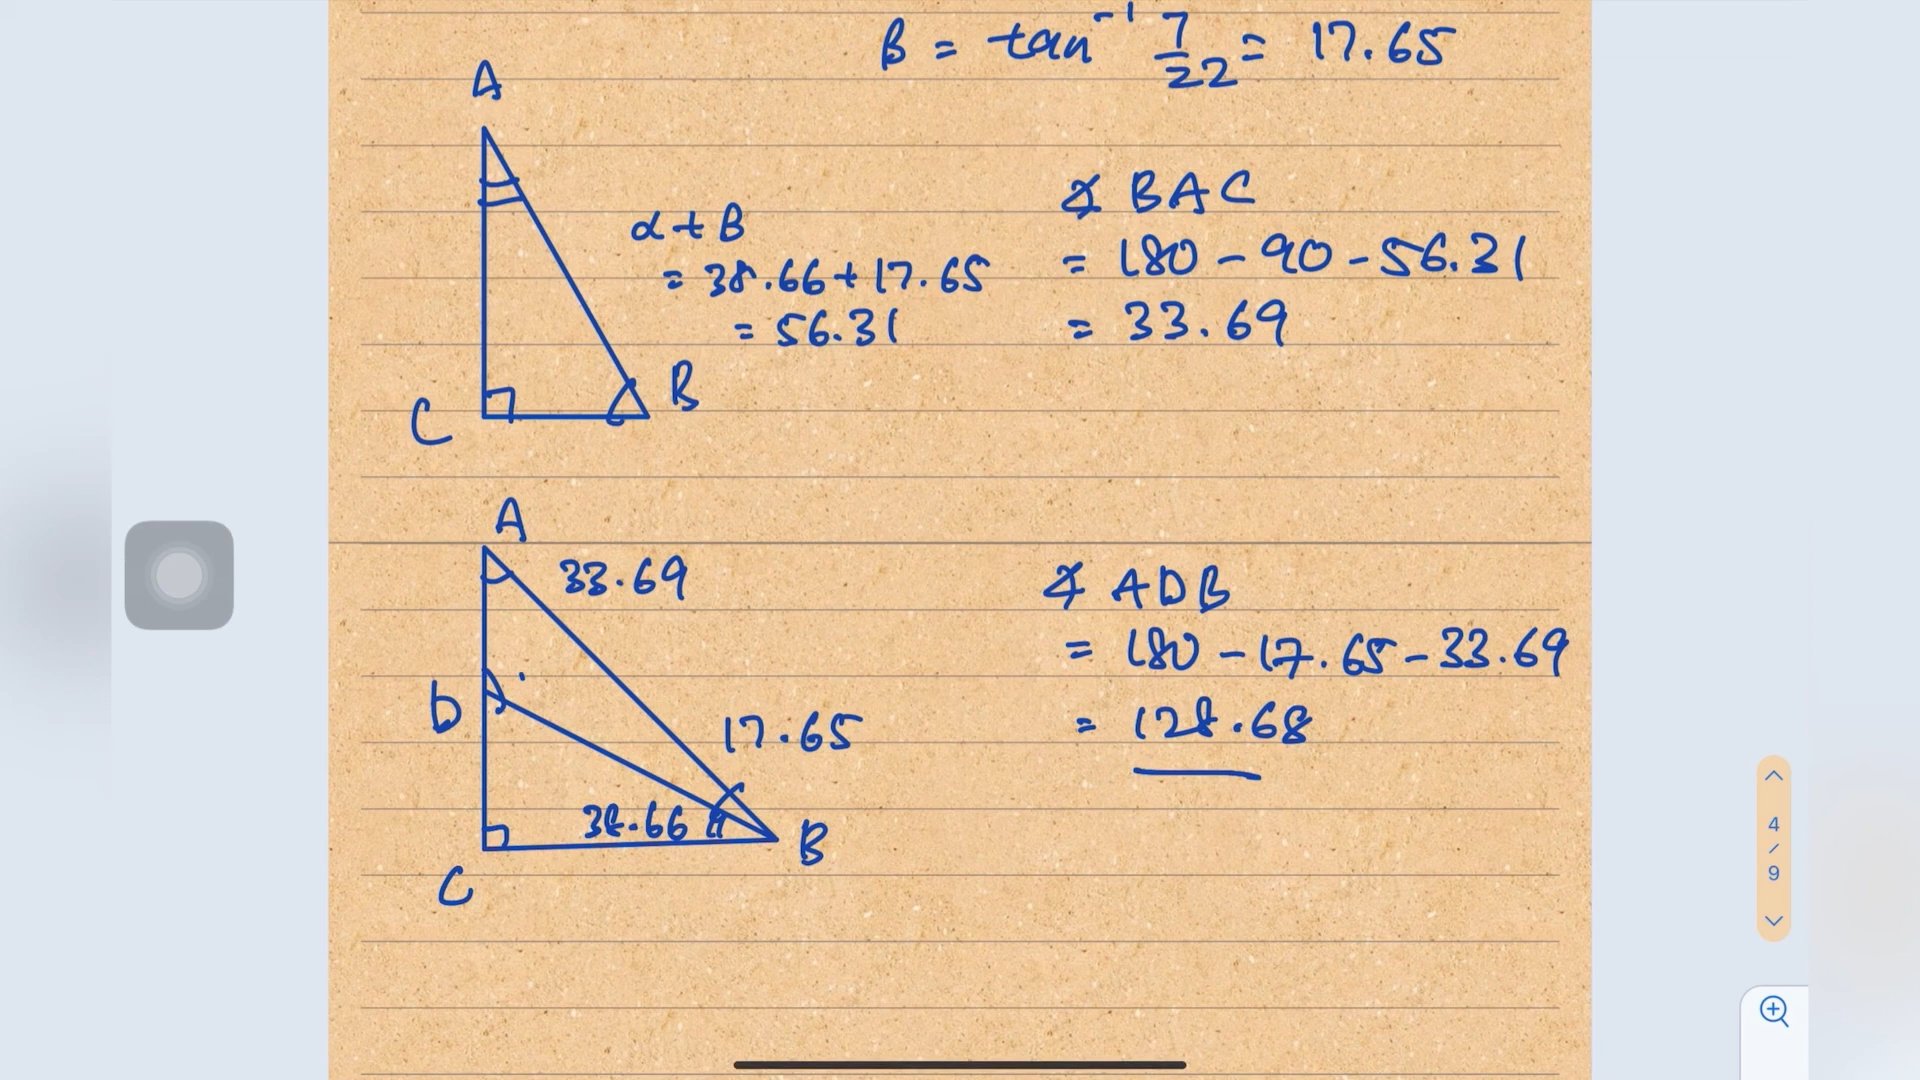 B = tan⁻¹ 7/22 = 17.65
A
α + B
= 38.66 + 17.65
= 56.31
B
C
∡ BAC
= 180 - 90 - 56.31
= 33.69
A
33.69
D
17.65
38.66
B
C
∡ ADB
= 180 - 17.65 - 33.69
= 128.68
4
/
9